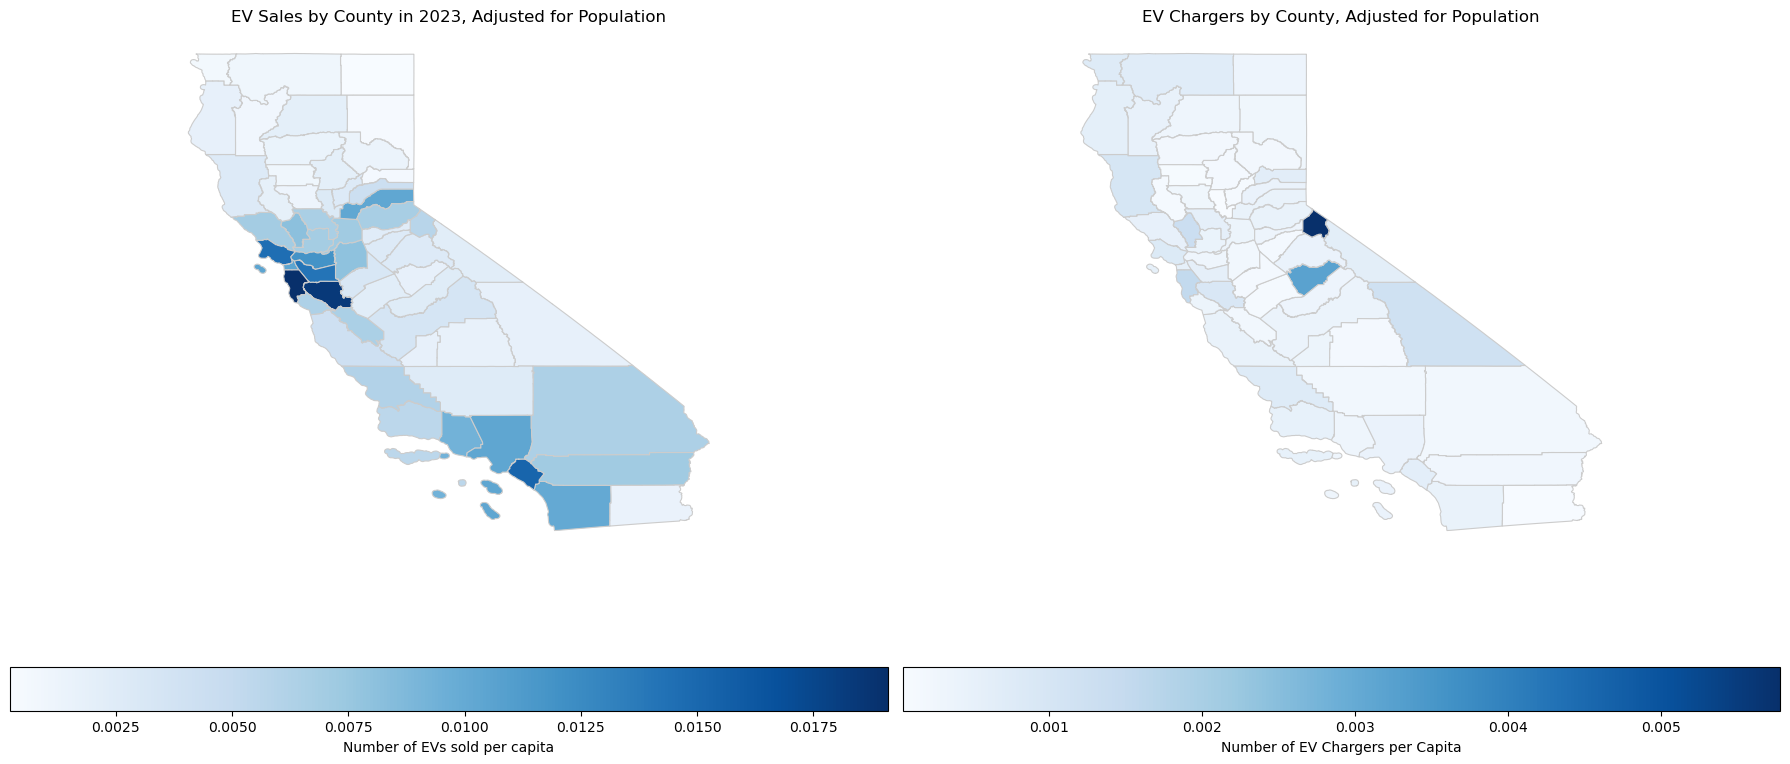 EV Sales by County in 2023, Adjusted for Population
EV Chargers by County, Adjusted for Population
0.0025 0.0050 0.0075 0.0100 0.0125 0.0150 0.0175
Number of EVs sold per capita
0.001 0.002 0.003 0.004 0.005
Number of EV Chargers per Capita